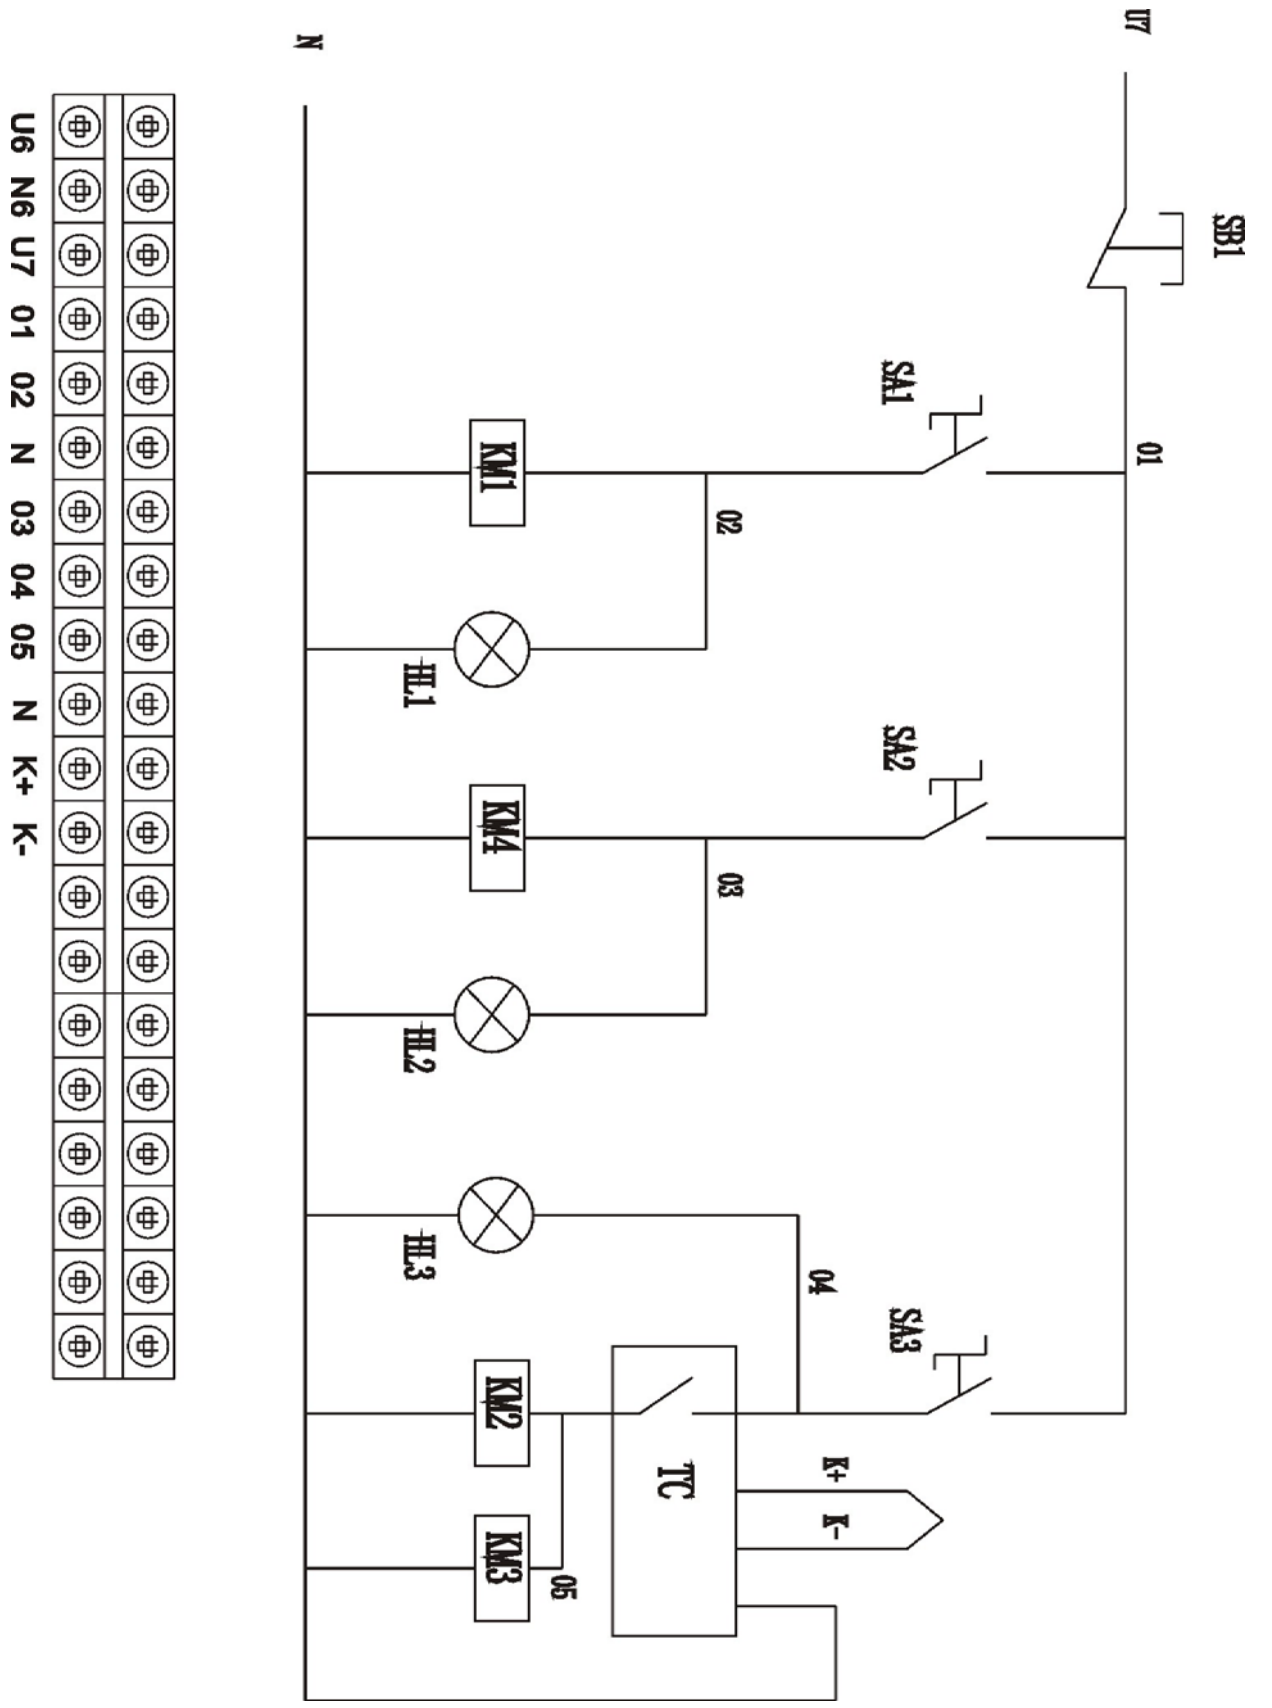 U7
SB1
01
SA1
SA2
SA3
02
03
04
KM1
HL1
KM4
HL2
HL3
KM2
KM3
05
TC
K+
K-
N
U6 N6 U7 01 02 N 03 04 05 N K+ K-